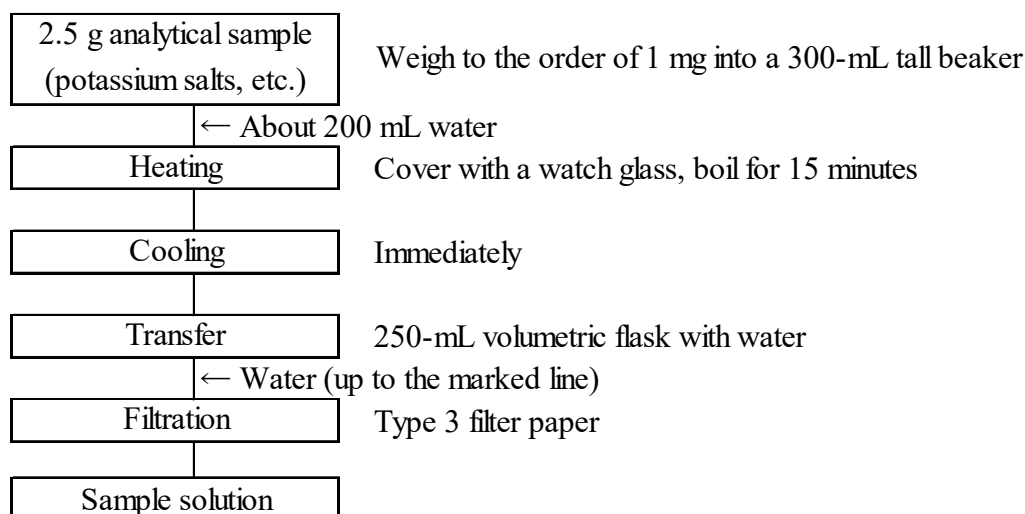 2.5 g analytical sample
(potassium salts, etc.)
Weigh to the order of 1 mg into a 300-mL tall beaker
← About 200 mL water
Heating
Cover with a watch glass, boil for 15 minutes
Cooling
Immediately
Transfer
250-mL volumetric flask with water
← Water (up to the marked line)
Filtration
Type 3 filter paper
Sample solution